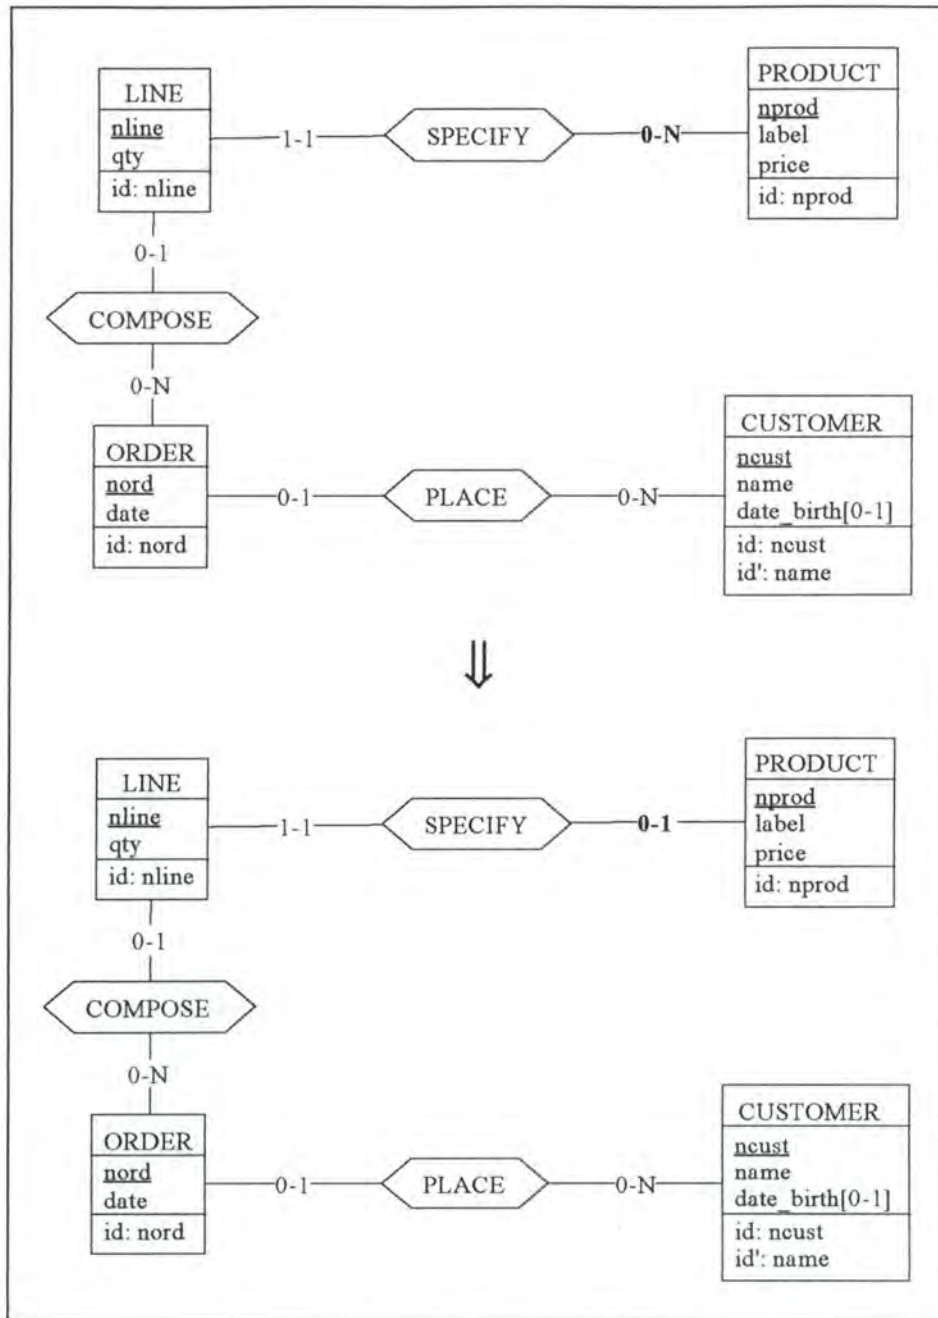 LINE
nline
qty
id: nline
1-1
SPECIFY
0-N
PRODUCT
nprod
label
price
id: nprod
0-1
COMPOSE
0-N
ORDER
nord
date
id: nord
0-1
PLACE
0-N
CUSTOMER
ncust
name
date_birth[0-1]
id: ncust
id': name
⇓
LINE
nline
qty
id: nline
1-1
SPECIFY
0-1
PRODUCT
nprod
label
price
id: nprod
0-1
COMPOSE
0-N
ORDER
nord
date
id: nord
0-1
PLACE
0-N
CUSTOMER
ncust
name
date_birth[0-1]
id: ncust
id': name